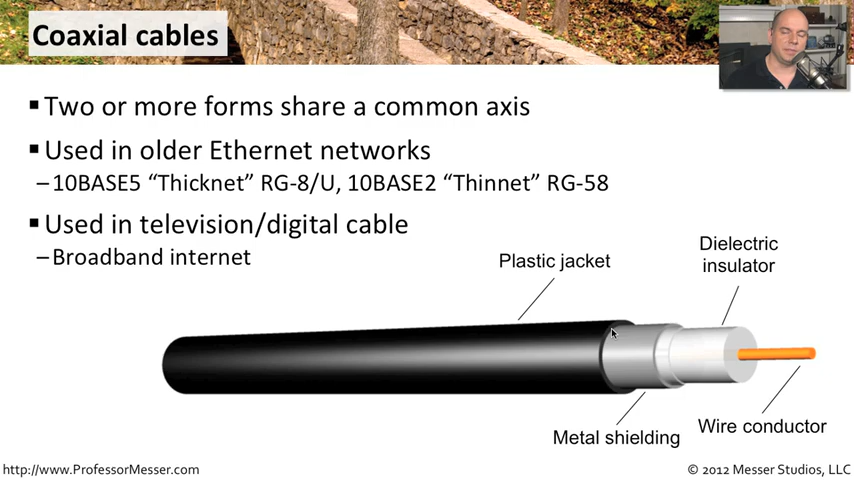 Coaxial cables
▪Two or more forms share a common axis
▪Used in older Ethernet networks
–10BASE5 “Thicknet” RG-8/U, 10BASE2 “Thinnet” RG-58
▪Used in television/digital cable
–Broadband internet
Plastic jacket
Dielectric
insulator
Metal shielding
Wire conductor
http://www.ProfessorMesser.com
© 2012 Messer Studios, LLC